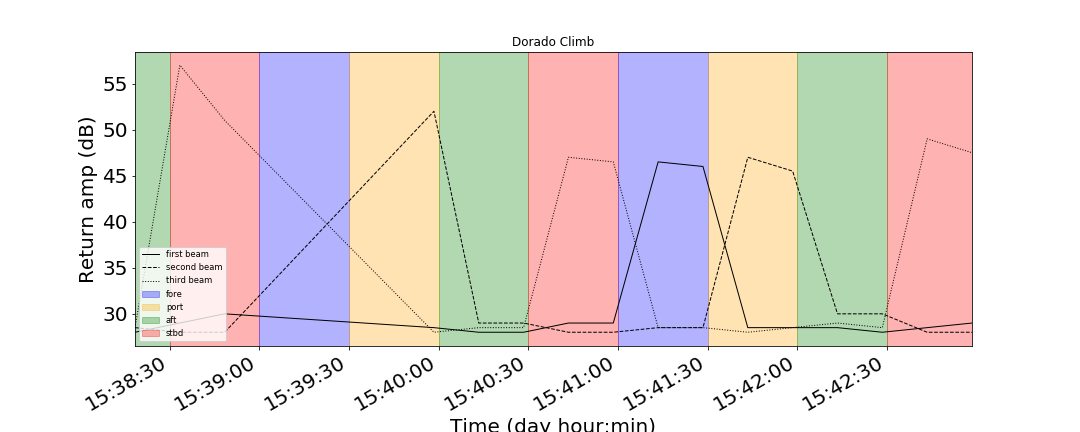 Dorado Climb
Return amp (dB)
55
50
45
40
35
30
first beam
second beam
third beam
fore
port
aft
stbd
15:38:30
15:39:00
15:39:30
15:40:00
15:40:30
15:41:00
15:41:30
15:42:00
15:42:30
Time (day hour:min)